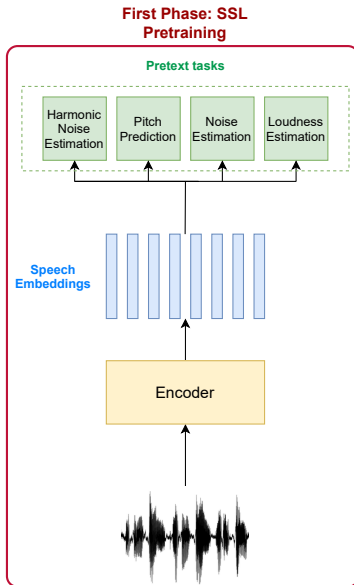 First Phase: SSL
Pretraining
Pretext tasks
Harmonic
Noise
Estimation
Pitch
Prediction
Noise
Estimation
Loudness
Estimation
Speech
Embeddings
Encoder